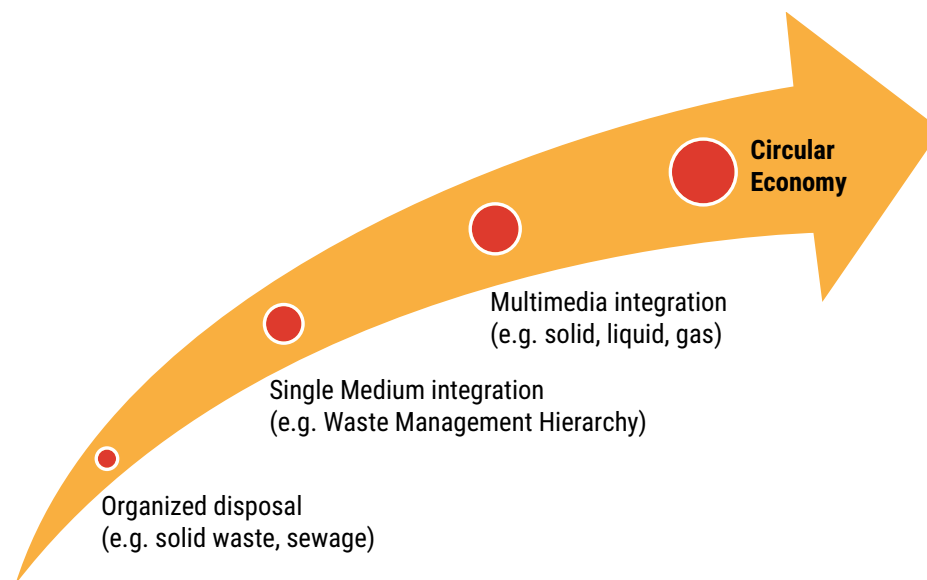 Circular
Economy
Multimedia integration
(e.g. solid, liquid, gas)
Single Medium integration
(e.g. Waste Management Hierarchy)
Organized disposal
(e.g. solid waste, sewage)